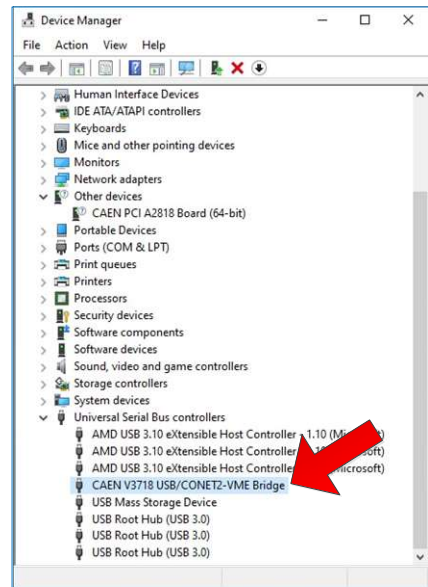 Device Manager
File Action View Help
Human Interface Devices
IDE ATA/ATAPI controllers
Keyboards
Mice and other pointing devices
Monitors
Network adapters
Other devices
CAEN PCI A2818 Board (64-bit)
Portable Devices
Ports (COM & LPT)
Print queues
Printers
Processors
Security devices
Software components
Software devices
Sound, video and game controllers
Storage controllers
System devices
Universal Serial Bus controllers
AMD USB 3.10 eXtensible Host Controller - 1.10 (Mi
AMD USB 3.10 eXtensible Host Controller
AMD USB 3.10 eXtensible Host Controlle
CAEN V3718 USB/CONET2-VME Bridge
USB Mass Storage Device
USB Root Hub (USB 3.0)
USB Root Hub (USB 3.0)
USB Root Hub (USB 3.0)